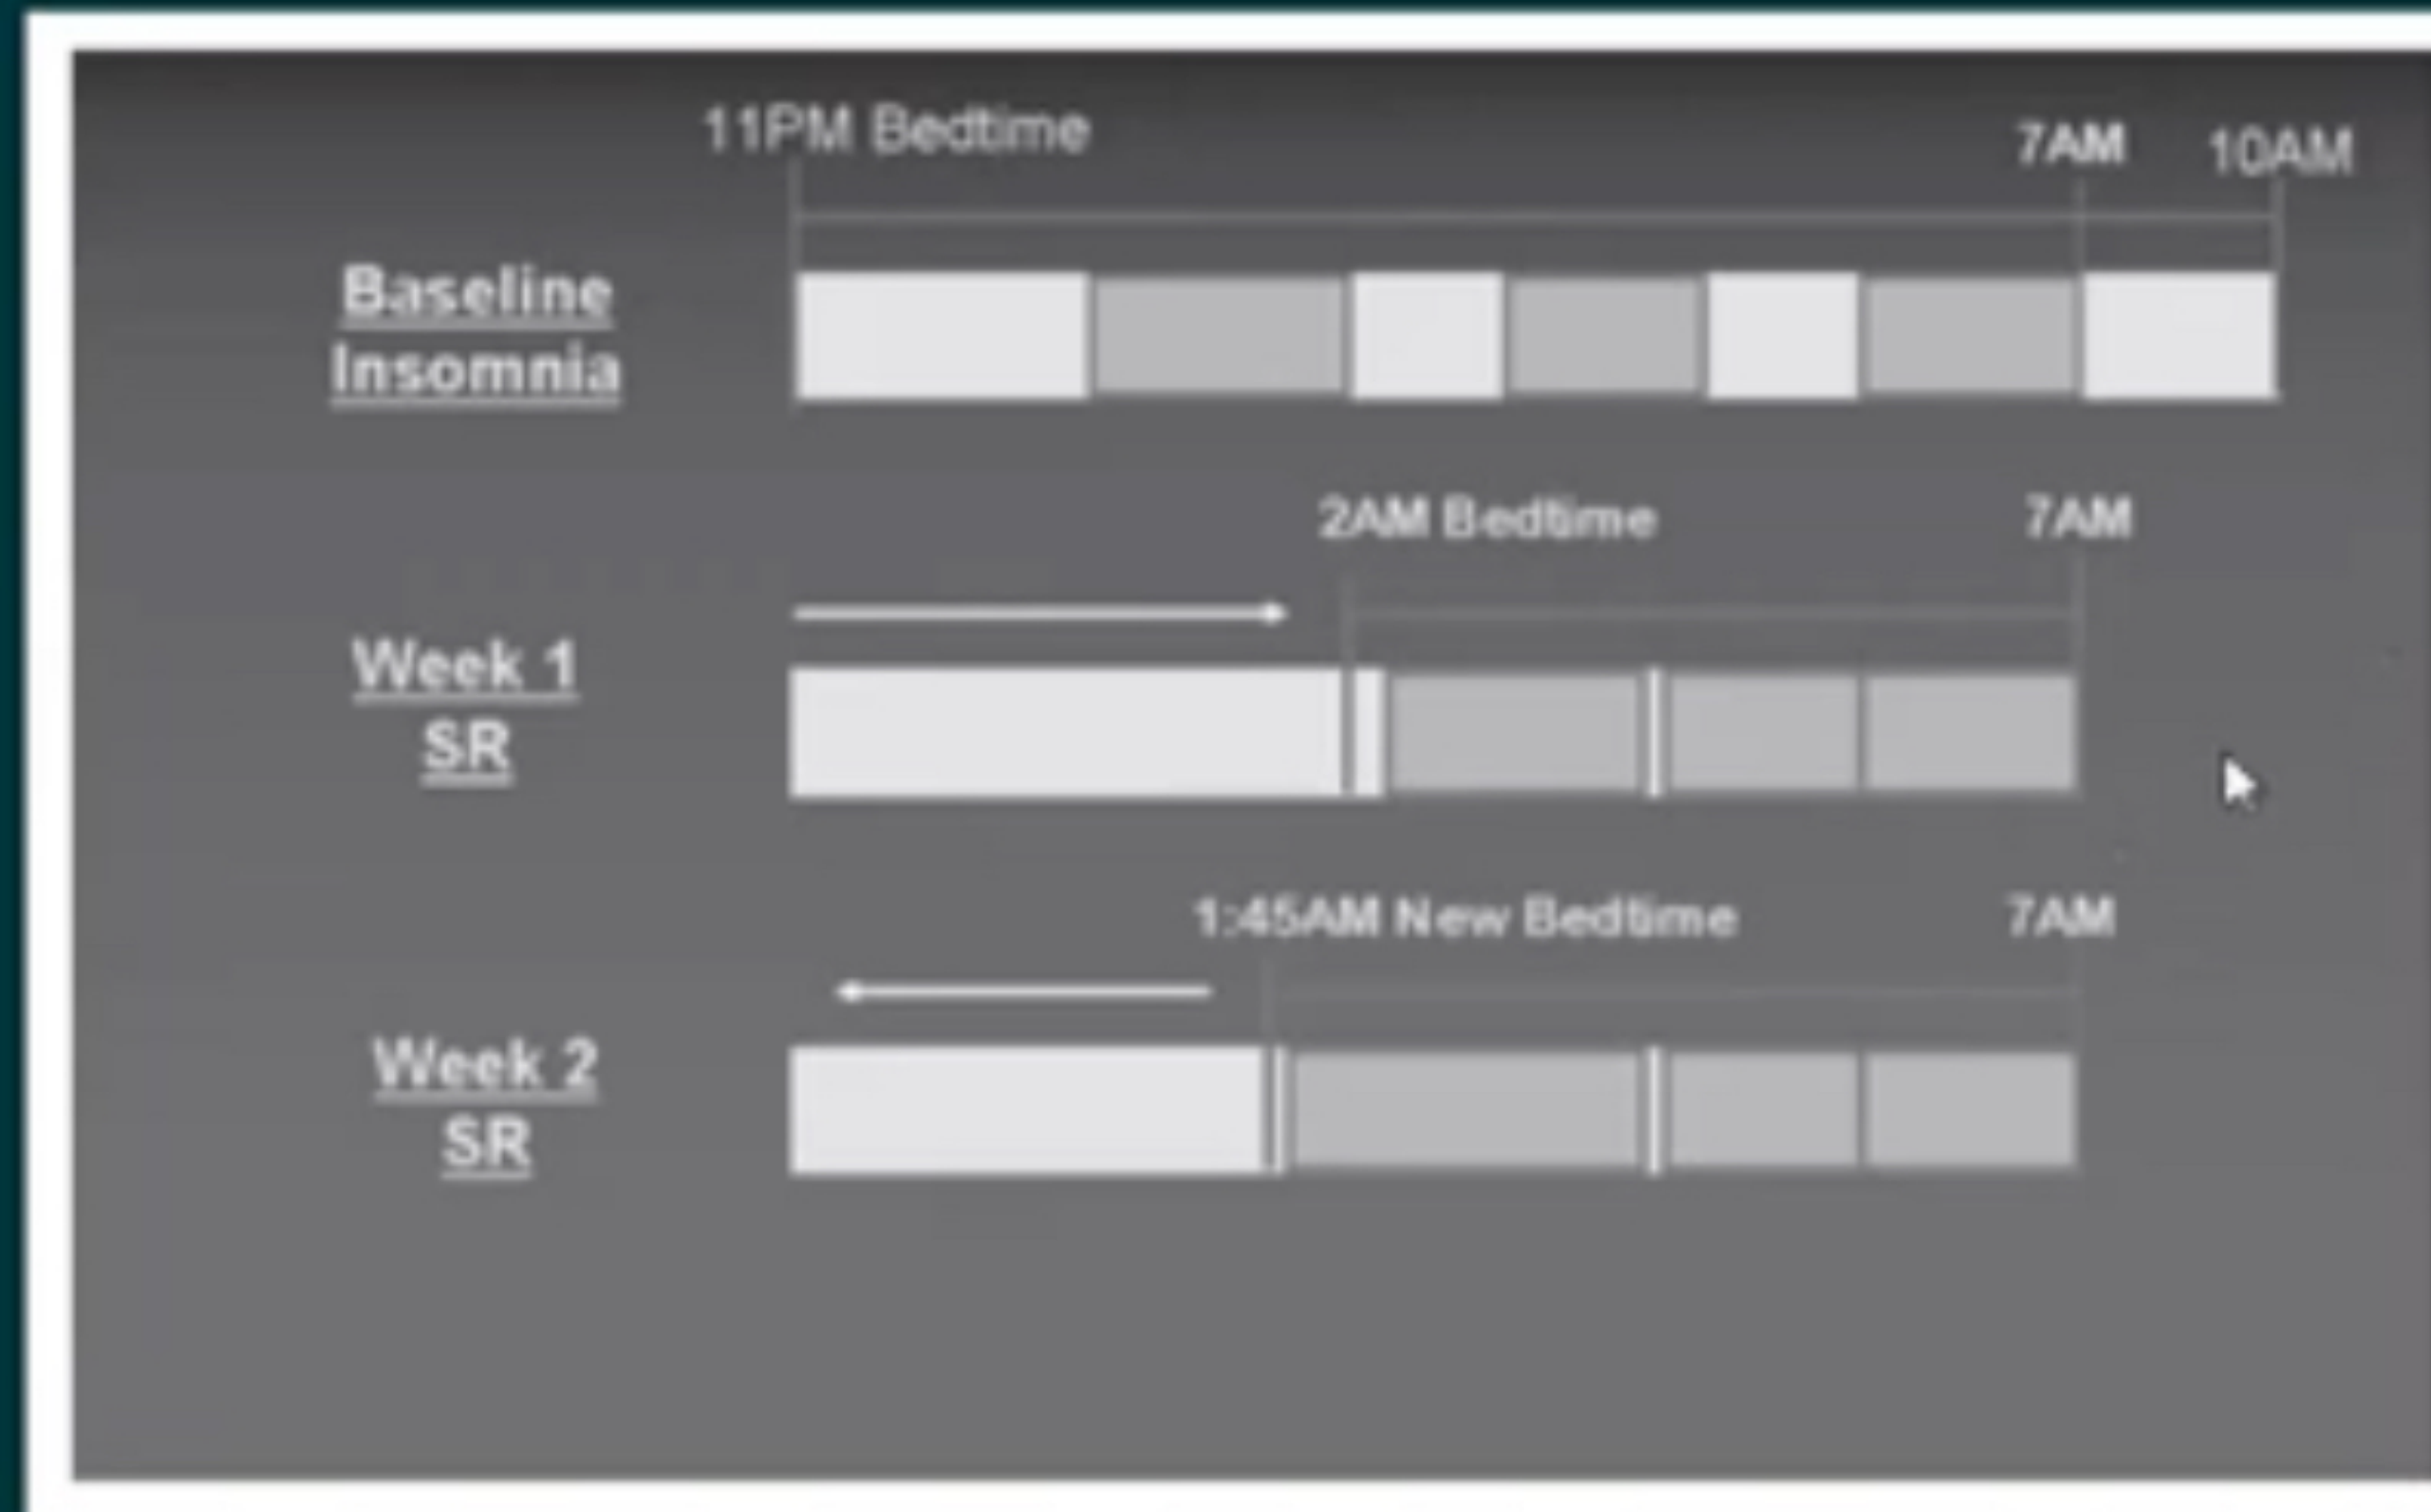 11PM Bedtime 7AM 10AM
Baseline
Insomnia
2AM Bedtime 7AM
Week 1
SR
1:45AM New Bedtime 7AM
Week 2
SR